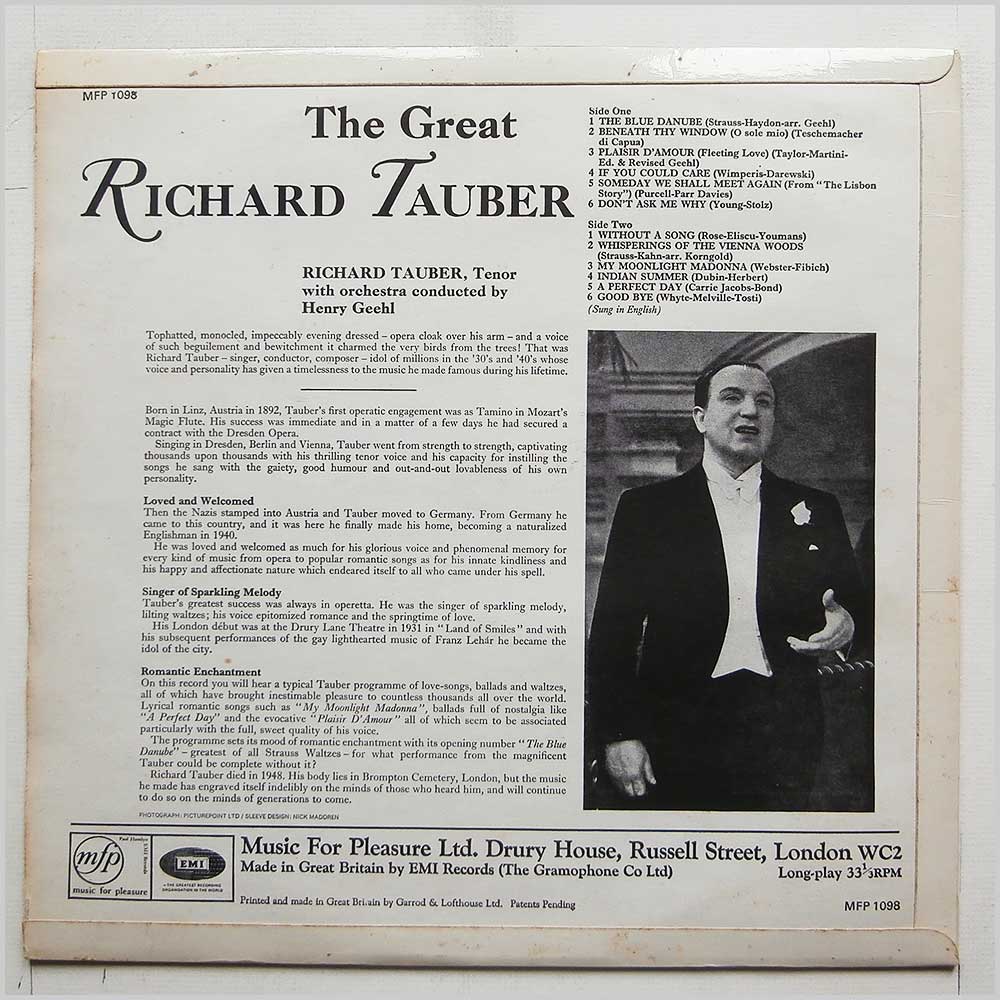 MFP 1098
The Great
RICHARD TAUBER
RICHARD TAUBER, Tenor
with orchestra conducted by
Henry Geehl
Side One
1 THE BLUE DANUBE (Strauss-Haydon-arr. Geehl)
2 BENEATH THY WINDOW (O sole mio) (Teschemacher
di Capua)
3 PLAISIR D'AMOUR (Fleeting Love) (Taylor-Martini-
Ed. & Revised Geehl)
4 IF YOU COULD CARE (Wimperis-Darewski)
5 SOMEDAY WE SHALL MEET AGAIN (From "The Lisbon
Story") (Purcell-Parr Davies)
6 DON'T ASK ME WHY (Young-Stolz)
Side Two
1 WITHOUT A SONG (Rose-Eliscu-Youmans)
2 WHISPERINGS OF THE VIENNA WOODS
(Strauss-Kahn-arr. Korngold)
3 MY MOONLIGHT MADONNA (Webster-Fibich)
4 INDIAN SUMMER (Dubin-Herbert)
5 A PERFECT DAY (Carrie Jacobs-Bond)
6 GOOD BYE (Whyte-Melville-Tosti)
(Sung in English)
Tophatted, monocled, impeccably evening dressed – opera cloak over his arm – and a voice
of such beguilement and bewitchment it charmed the very birds from the trees! That was
Richard Tauber – singer, conductor, composer – idol of millions in the '30's and '40's whose
voice and personality has given a timelessness to the music he made famous during his lifetime.
Born in Linz, Austria in 1892, Tauber's first operatic engagement was as Tamino in Mozart's
Magic Flute. His success was immediate and in a matter of a few days he had secured a
contract with the Dresden Opera.
Singing in Dresden, Berlin and Vienna, Tauber went from strength to strength, captivating
thousands upon thousands with his thrilling tenor voice and his capacity for instilling the
songs he sang with the gaiety, good humour and out-and-out lovableness of his own
personality.
Loved and Welcomed
Then the Nazis stamped into Austria and Tauber moved to Germany. From Germany he
came to this country, and it was here he finally made his home, becoming a naturalized
Englishman in 1940.
He was loved and welcomed as much for his glorious voice and phenomenal memory for
every kind of music from opera to popular romantic songs as for his innate kindliness and
his happy and affectionate nature which endeared itself to all who came under his spell.
Singer of Sparkling Melody
Tauber's greatest success was always in operetta. He was the singer of sparkling melody,
lilting waltzes; his voice epitomized romance and the springtime of love.
His London début was at the Drury Lane Theatre in 1931 in "Land of Smiles" and with
his subsequent performances of the gay lighthearted music of Franz Lehár he became the
idol of the city.
Romantic Enchantment
On this record you will hear a typical Tauber programme of love-songs, ballads and waltzes,
all of which have brought inestimable pleasure to countless thousands all over the world.
Lyrical romantic songs such as "My Moonlight Madonna", ballads full of nostalgia like
"A Perfect Day" and the evocative "Plaisir D'Amour" all of which seem to be associated
particularly with the full, sweet quality of his voice.
The programme sets its mood of romantic enchantment with its opening number "The Blue
Danube" – greatest of all Strauss Waltzes – for what performance from the magnificent
Tauber could be complete without it?
Richard Tauber died in 1948. His body lies in Brompton Cemetery, London, but the music
he made has engraved itself indelibly on the minds of those who heard him, and will continue
to do so on the minds of generations to come.
PHOTOGRAPH: PICTUREPOINT LTD / SLEEVE DESIGN: NICK MADDREN
mfp
music for pleasure
Paul Hamlyn
EMI Records
EMI
THE GREATEST RECORDING
ORGANISATION IN THE WORLD
Music For Pleasure Ltd. Drury House, Russell Street, London WC2
Made in Great Britain by EMI Records (The Gramophone Co Ltd)
Long-play 33⅓RPM
Printed and made in Great Britain by Garrod & Lofthouse Ltd. Patents Pending
MFP 1098